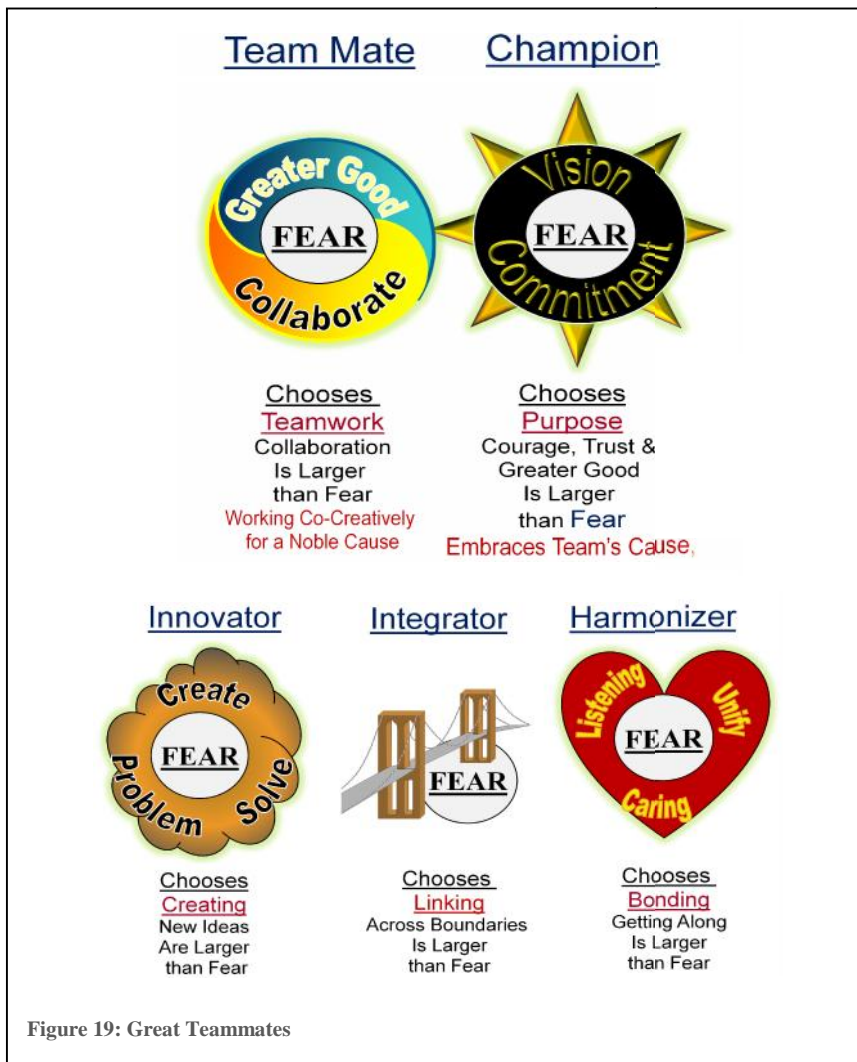 Team Mate
Greater Good
FEAR
Collaborate
Chooses
Teamwork
Collaboration
Is Larger
than Fear
Working Co-Creatively
for a Noble Cause
Champion
Vision
FEAR
Commitment
Chooses
Purpose
Courage, Trust &
Greater Good
Is Larger
than Fear
Embraces Team's Cause,
Innovator
Create
FEAR
Problem Solve
Chooses
Creating
New Ideas
Are Larger
than Fear
Integrator
FEAR
Chooses
Linking
Across Boundaries
Is Larger
than Fear
Harmonizer
Listening
Unify
FEAR
Caring
Chooses
Bonding
Getting Along
Is Larger
than Fear
Figure 19: Great Teammates